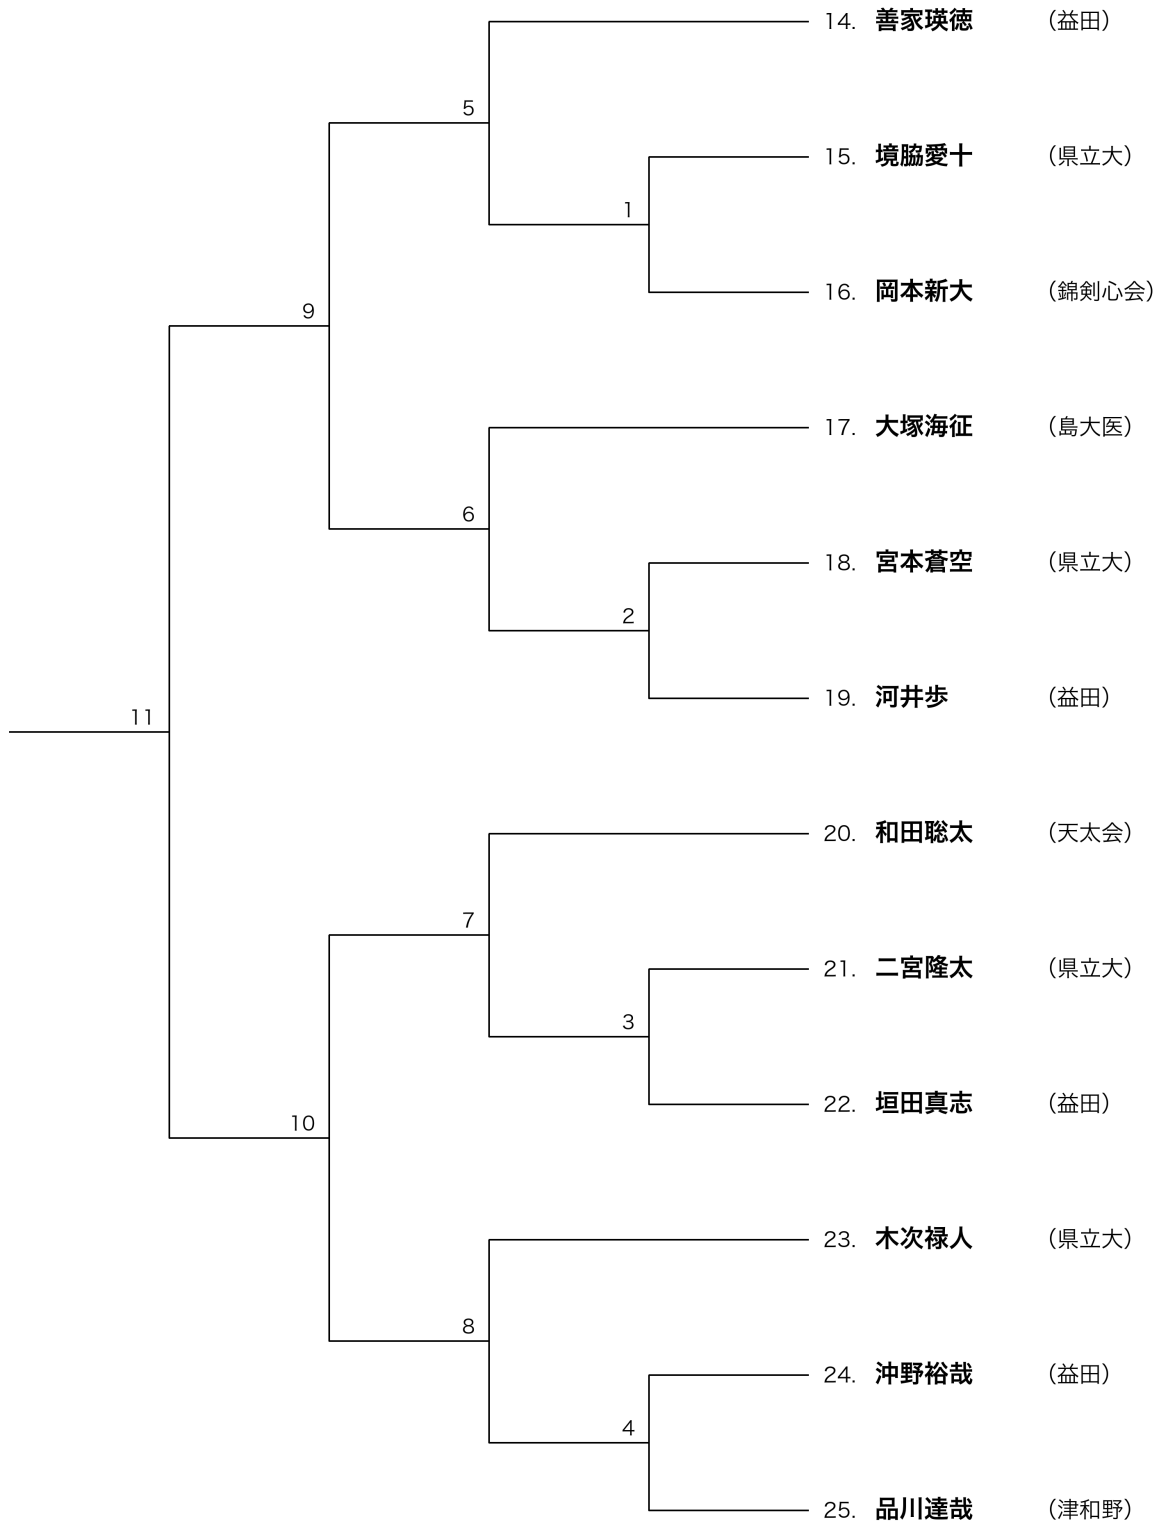 14. 善家瑛徳 （益田）
5
15. 境脇愛十 （県立大）
1
16. 岡本新大 （錦剣心会）
9
17. 大塚海征 （島大医）
6
18. 宮本蒼空 （県立大）
2
19. 河井歩 （益田）
11
20. 和田聡太 （天太会）
7
21. 二宮隆太 （県立大）
3
22. 垣田真志 （益田）
10
23. 木次禄人 （県立大）
8
24. 沖野裕哉 （益田）
4
25. 品川達哉 （津和野）